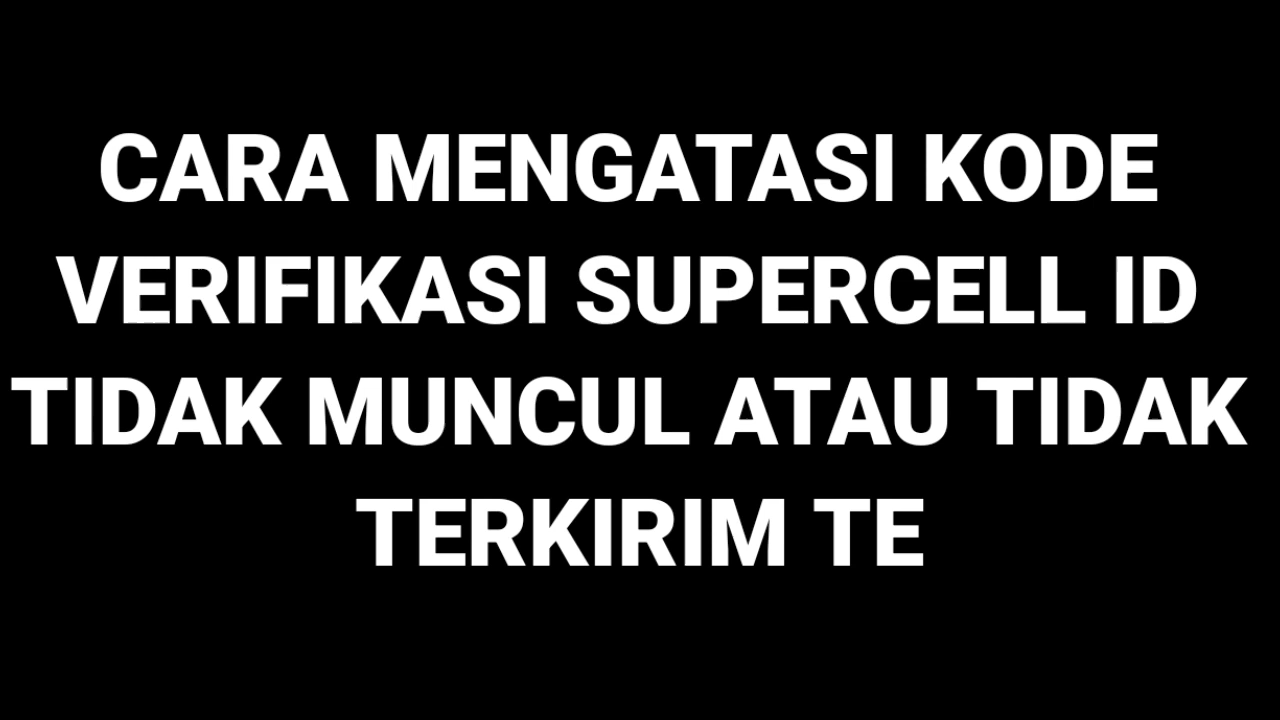 CARA MENGATASI KODE
VERIFIKASI SUPERCELL ID
TIDAK MUNCUL ATAU TIDAK
TERKIRIM TE